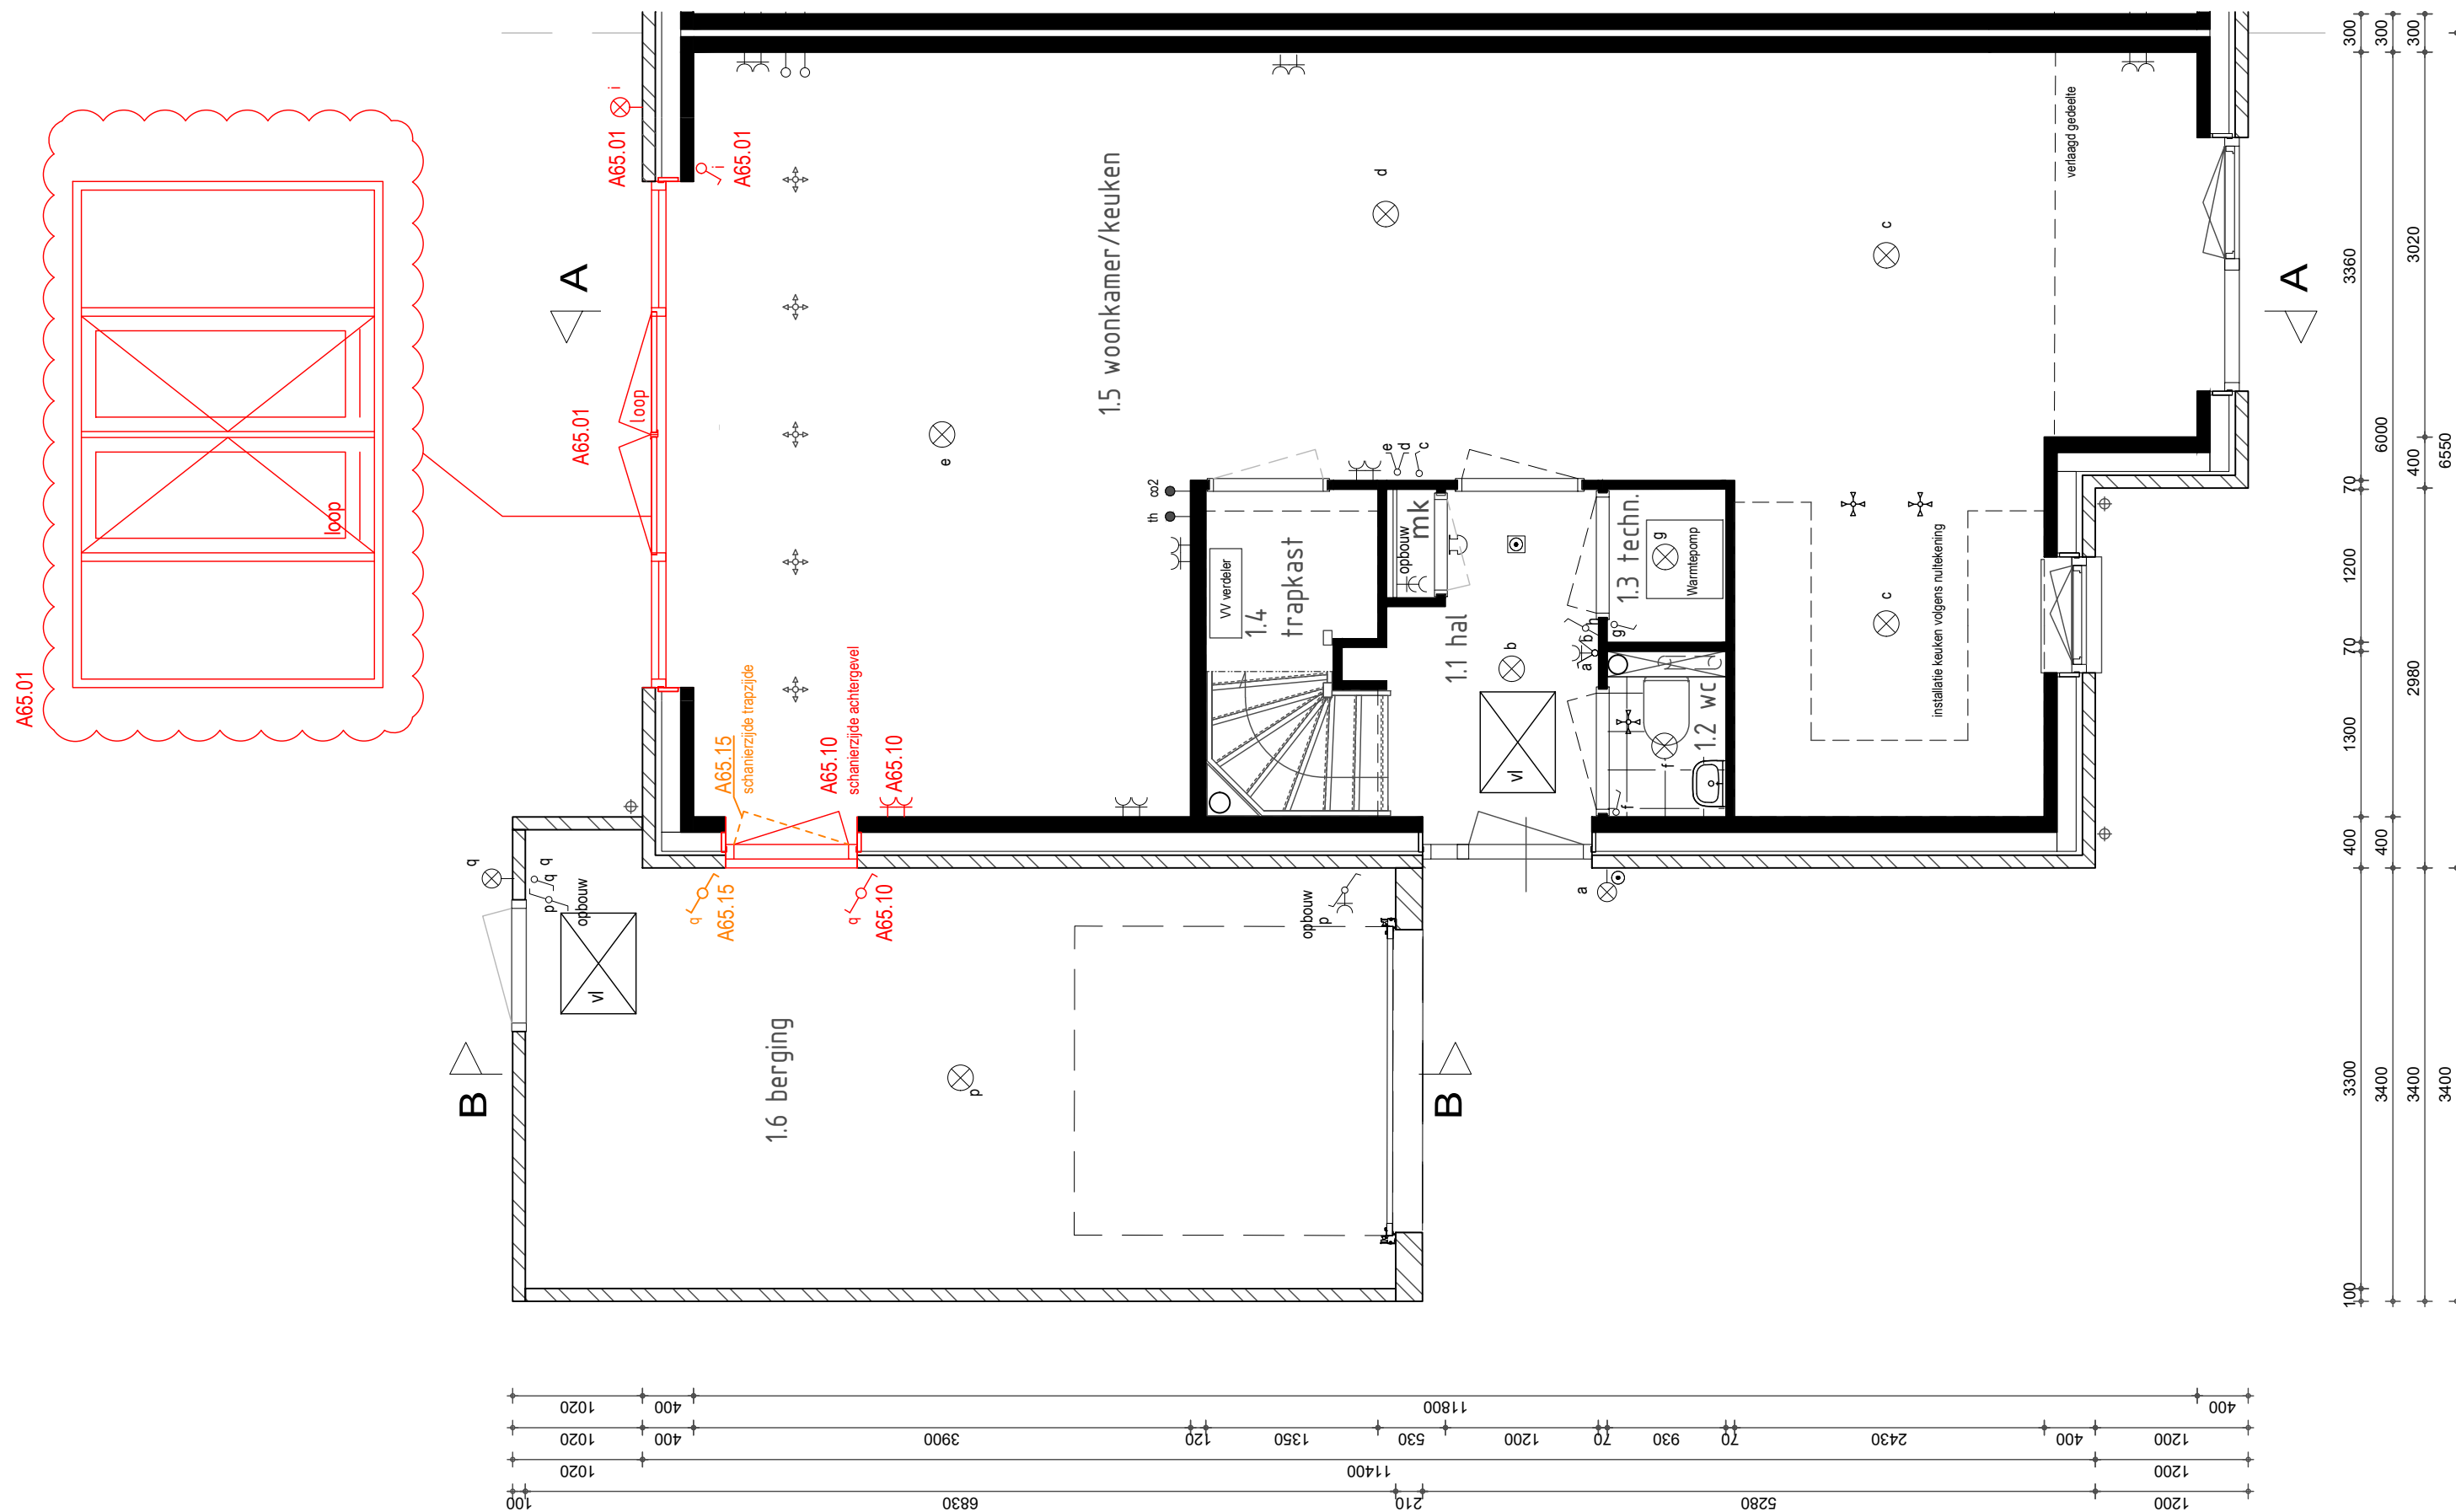 A65.01
loop
loop
A65.01
A65.01
i
i
A65.01
A
A
1.5 woonkamer/keuken
d
c
e
verlaagd gedeelte
e
d
c
co2
th
VV verdeler
1.4
trapkast
opbouw
mk
1.3 techn.
g
Warmtepomp
1.1 hal
a
b
h
g
b
vl
1.2 wc
f
f
c
installatie keuken volgens nultekening
A65.15
schanierzijde trapzijde
A65.10
schanierzijde achtergevel
A65.10
q
A65.15
q
A65.10
q
p
q
opbouw
vl
opbouw
p
a
B
B
1.6 berging
p
300
3360
70
1200
70
1300
400
3300
100
300
6000
400
3400
300
3020
400
2980
3400
6550
3400
1020
400
11800
400
1020
400
3900
120
1350
530
1200
70
930
70
2430
400
1200
1020
11400
1200
100
6830
210
5280
1200